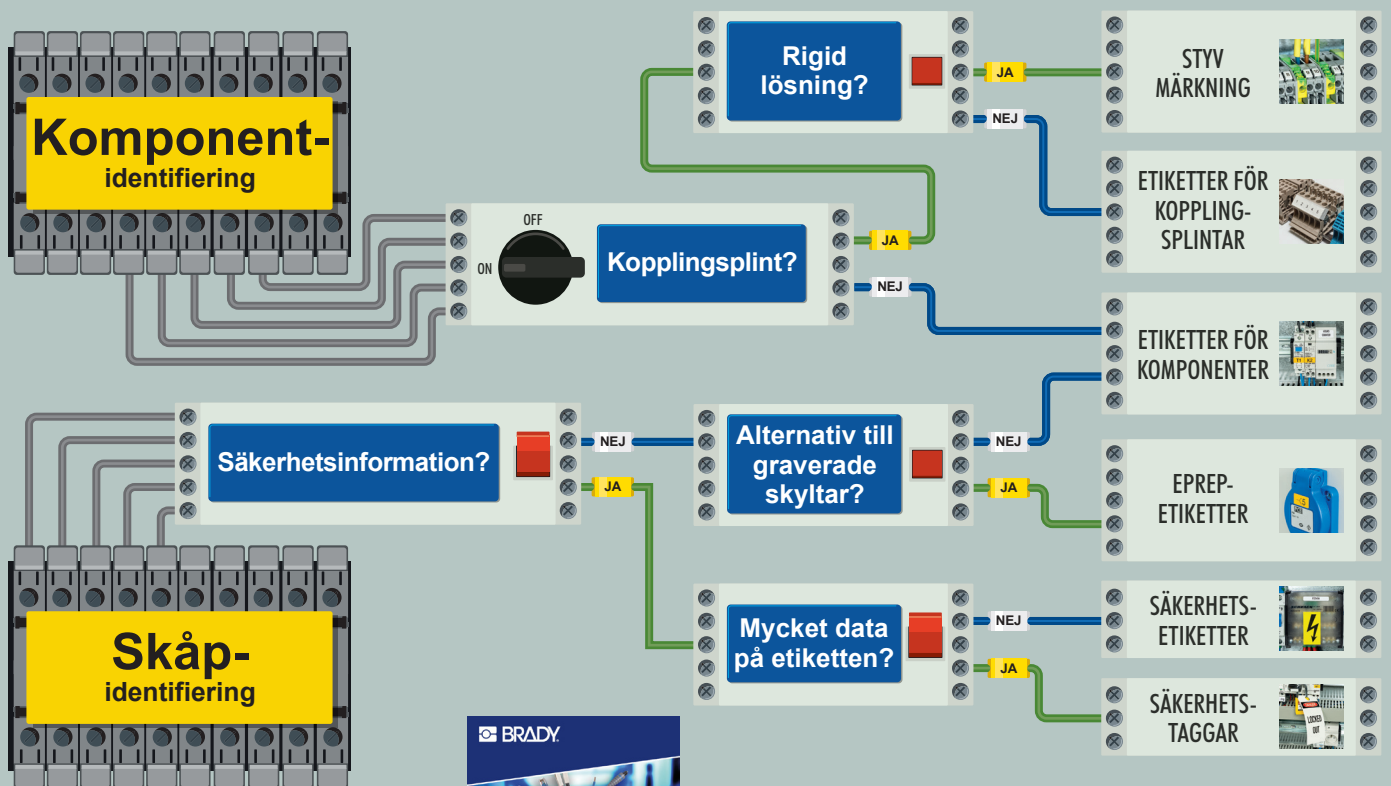 Komponent-
identifiering
OFF
ON
Kopplingsplint?
JA
NEJ
Rigid
lösning?
JA
NEJ
STYV
MÄRKNING
ETIKETTER FÖR
KOPPLING-
SPLINTAR
ETIKETTER FÖR
KOMPONENTER
Skåp-
identifiering
Säkerhetsinformation?
NEJ
JA
Alternativ till
graverade
skyltar?
NEJ
JA
EPREP-
ETIKETTER
Mycket data
på etiketten?
NEJ
JA
SÄKERHETS-
ETIKETTER
SÄKERHETS-
TAGGAR
LOCKED
OUT
BRADY